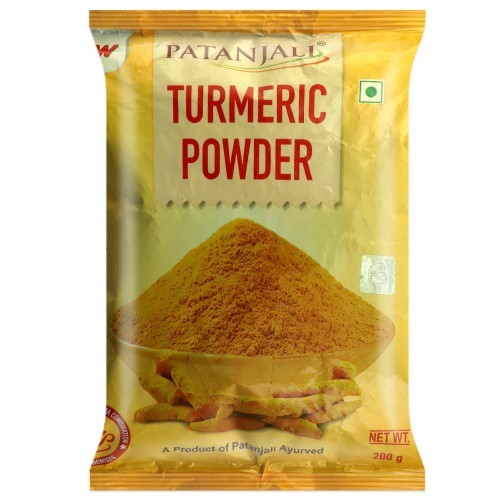 PATANJALI®
TURMERIC
POWDER
A Product of Patanjali Ayurved
NET WT.
200 g